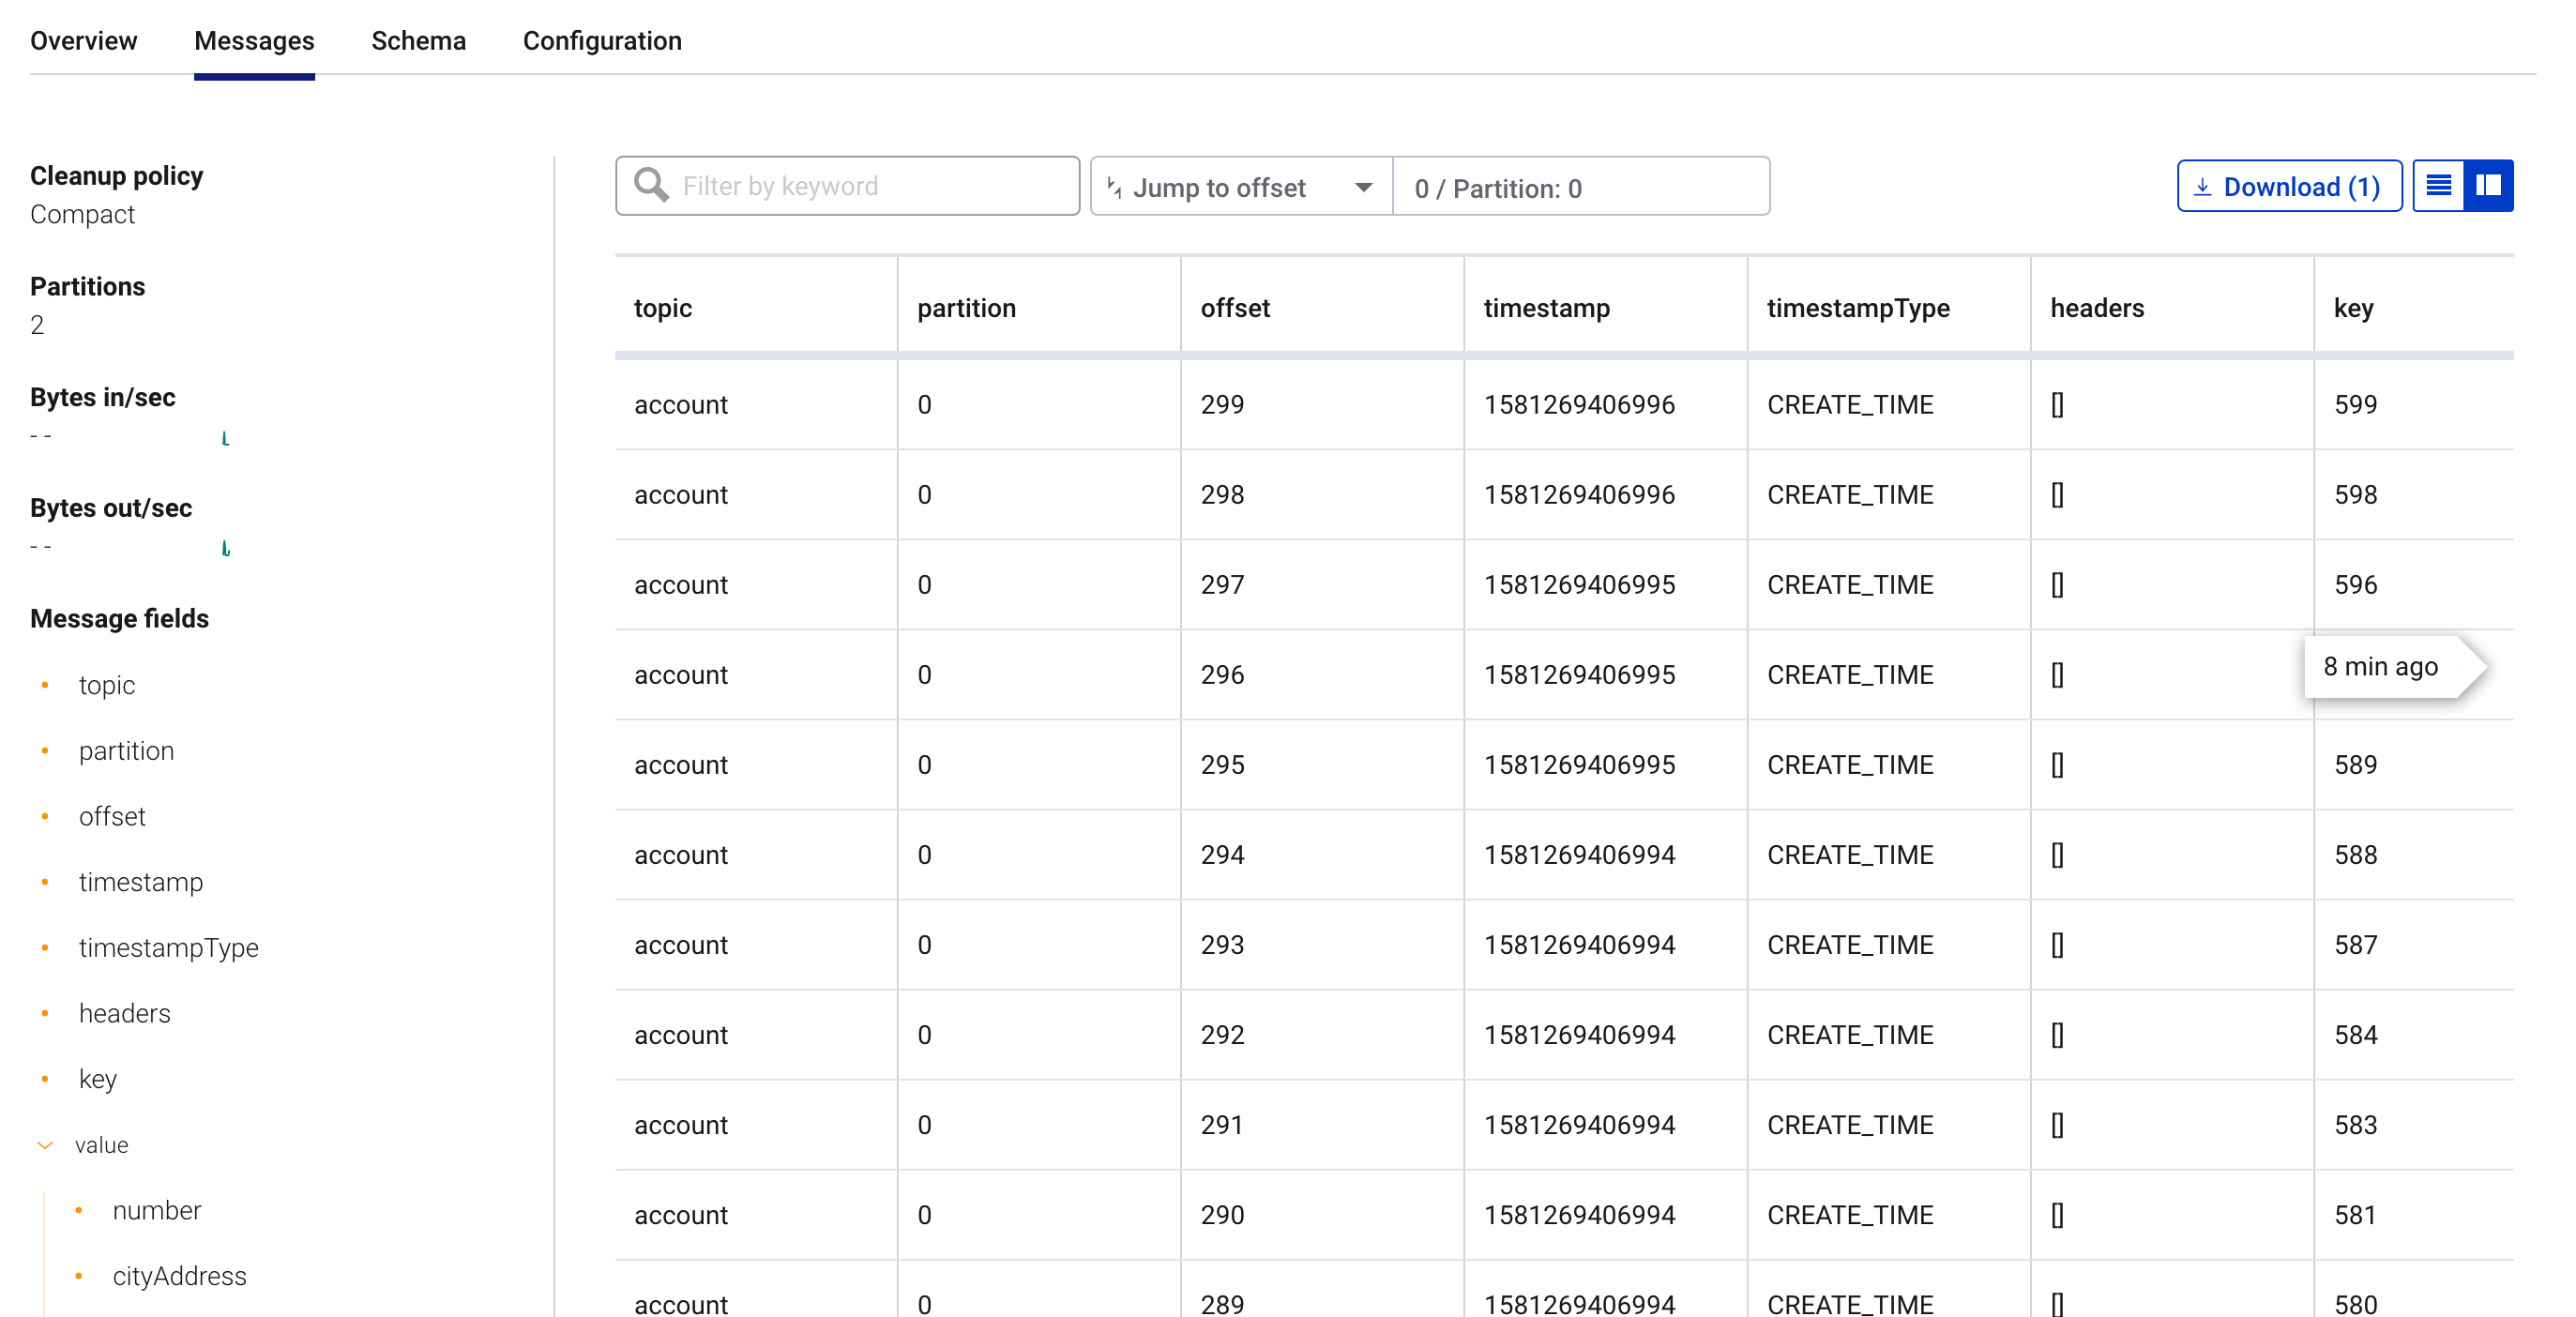 Overview Messages Schema Configuration
Cleanup policy
Compact
Partitions
2
Bytes in/sec
- -
Bytes out/sec
- -
Message fields
topic
partition
offset
timestamp
timestampType
headers
key
value
number
cityAddress
Filter by keyword Jump to offset 0 / Partition: 0 Download (1)
topic partition offset timestamp timestampType headers key
account 0 299 1581269406996 CREATE_TIME [] 599
account 0 298 1581269406996 CREATE_TIME [] 598
account 0 297 1581269406995 CREATE_TIME [] 596
account 0 296 1581269406995 CREATE_TIME [] 8 min ago
account 0 295 1581269406995 CREATE_TIME [] 589
account 0 294 1581269406994 CREATE_TIME [] 588
account 0 293 1581269406994 CREATE_TIME [] 587
account 0 292 1581269406994 CREATE_TIME [] 584
account 0 291 1581269406994 CREATE_TIME [] 583
account 0 290 1581269406994 CREATE_TIME [] 581
account 0 289 1581269406994 CREATE_TIME [] 580